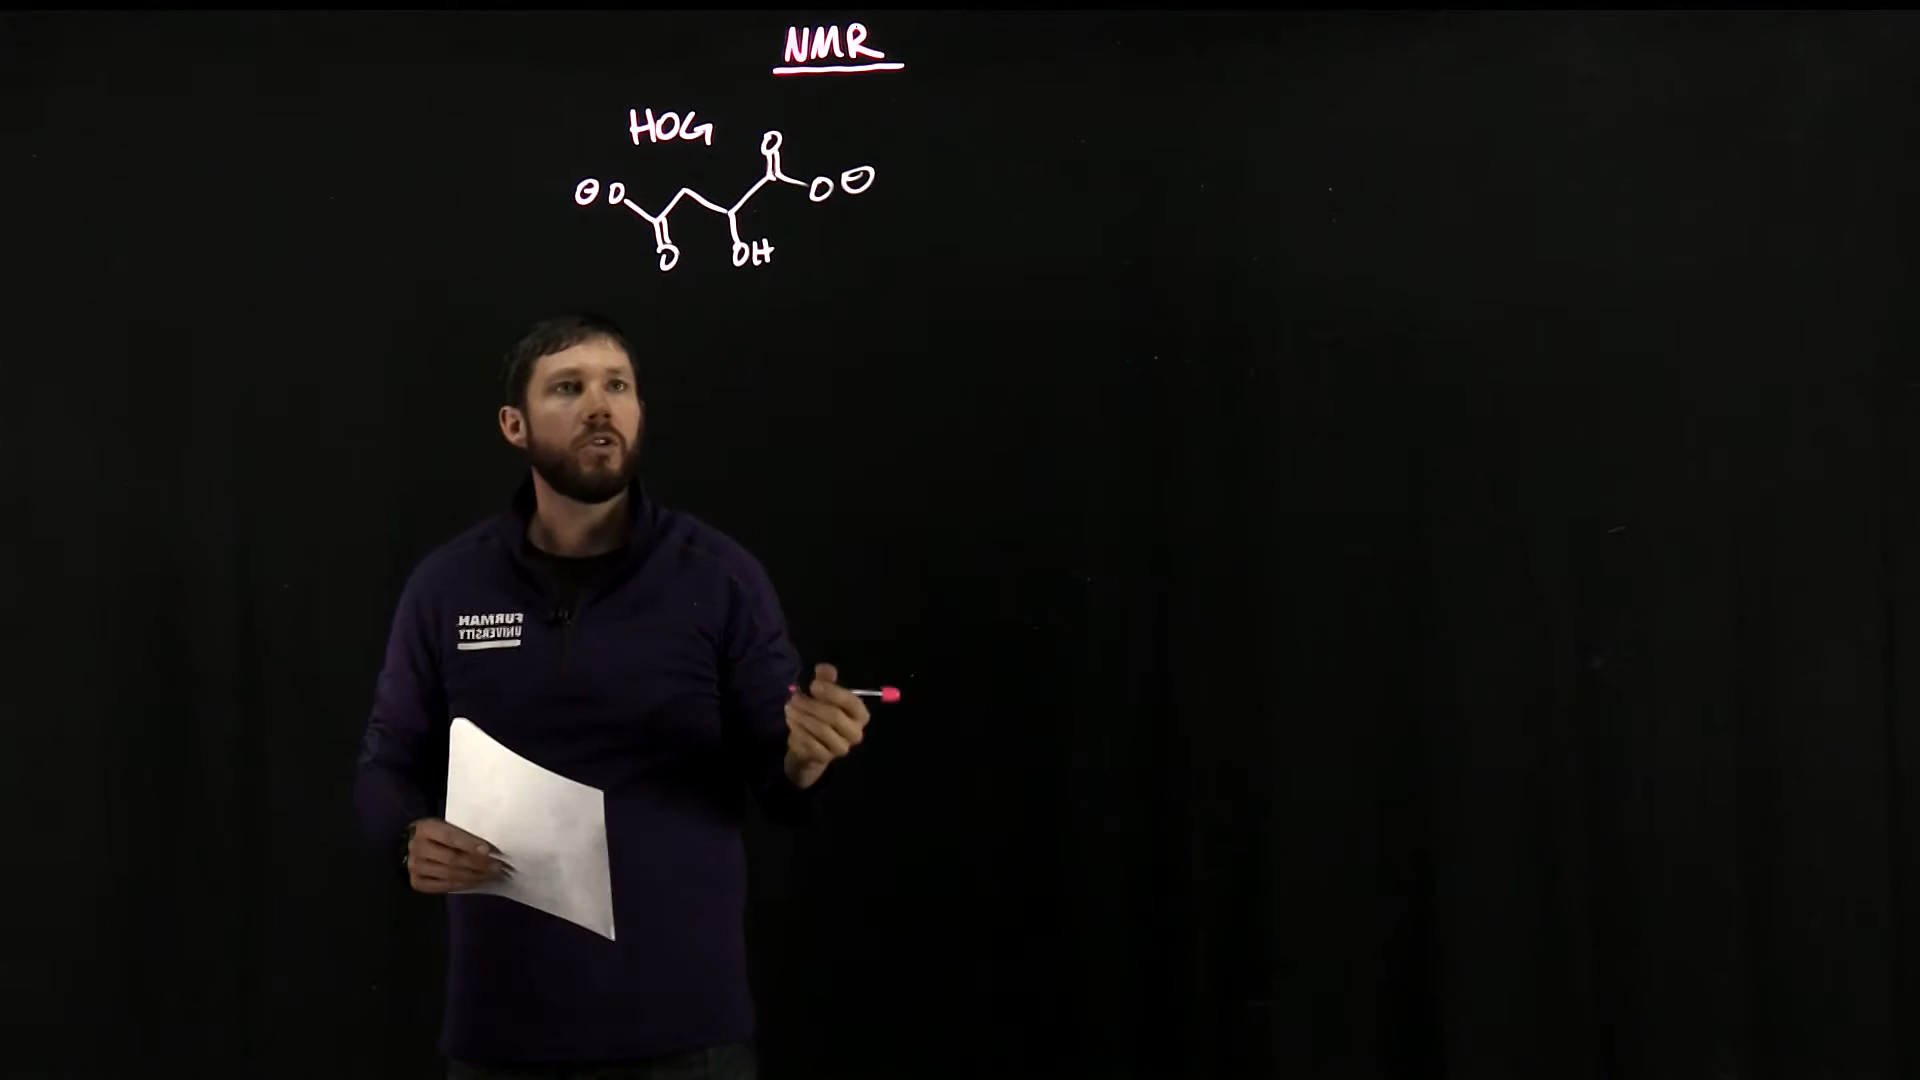 NMR
HOG
O
⊖ O
O ⊖
O
OH
FURMAN
UNIVERSITY